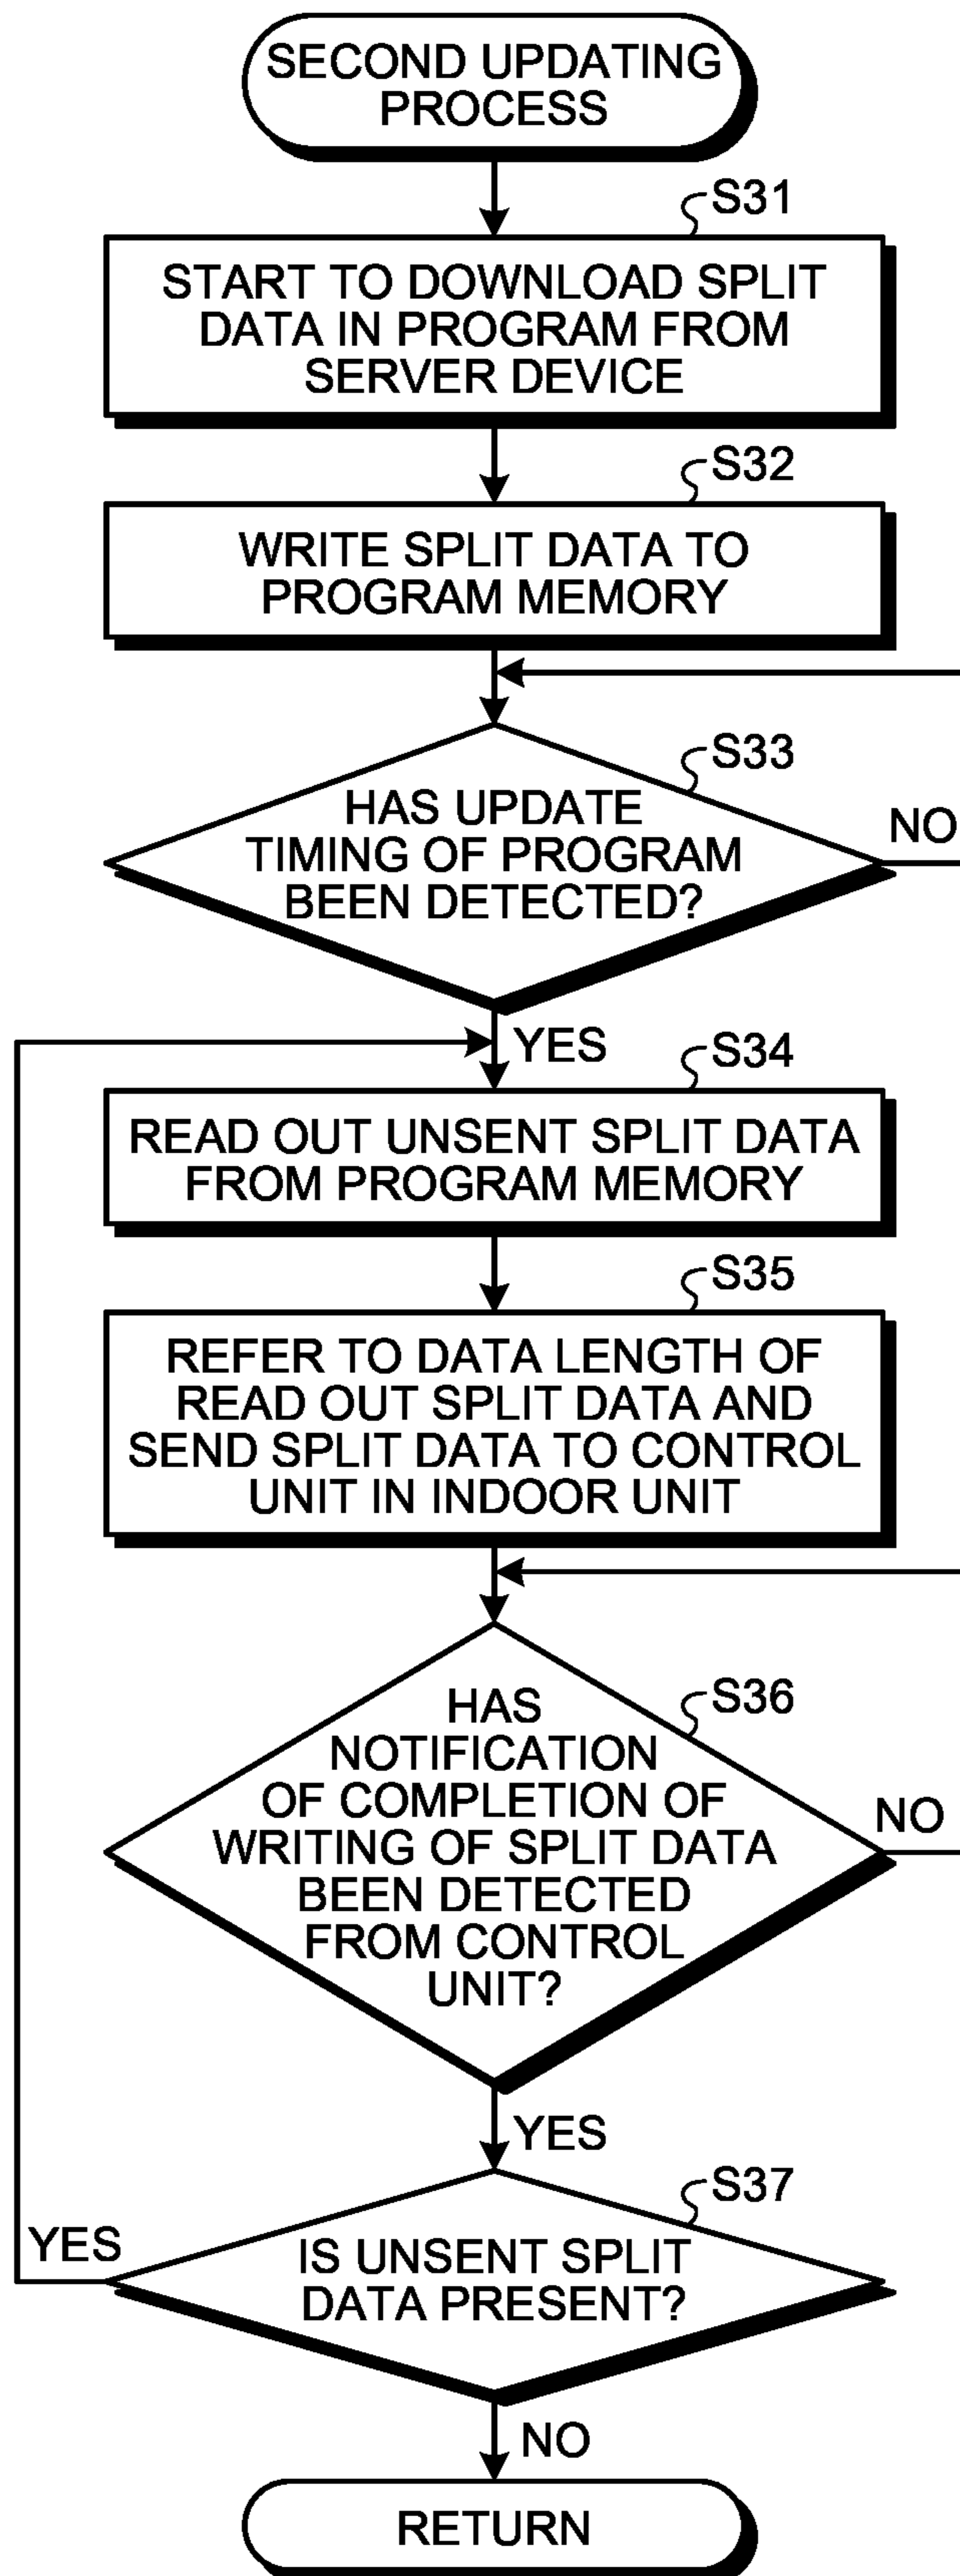 SECOND UPDATING
PROCESS
S31
START TO DOWNLOAD SPLIT
DATA IN PROGRAM FROM
SERVER DEVICE
S32
WRITE SPLIT DATA TO
PROGRAM MEMORY
S33
HAS UPDATE
TIMING OF PROGRAM
BEEN DETECTED?
NO
YES
S34
READ OUT UNSENT SPLIT DATA
FROM PROGRAM MEMORY
S35
REFER TO DATA LENGTH OF
READ OUT SPLIT DATA AND
SEND SPLIT DATA TO CONTROL
UNIT IN INDOOR UNIT
S36
HAS
NOTIFICATION
OF COMPLETION OF
WRITING OF SPLIT DATA
BEEN DETECTED
FROM CONTROL
UNIT?
NO
YES
S37
IS UNSENT SPLIT
DATA PRESENT?
YES
NO
RETURN